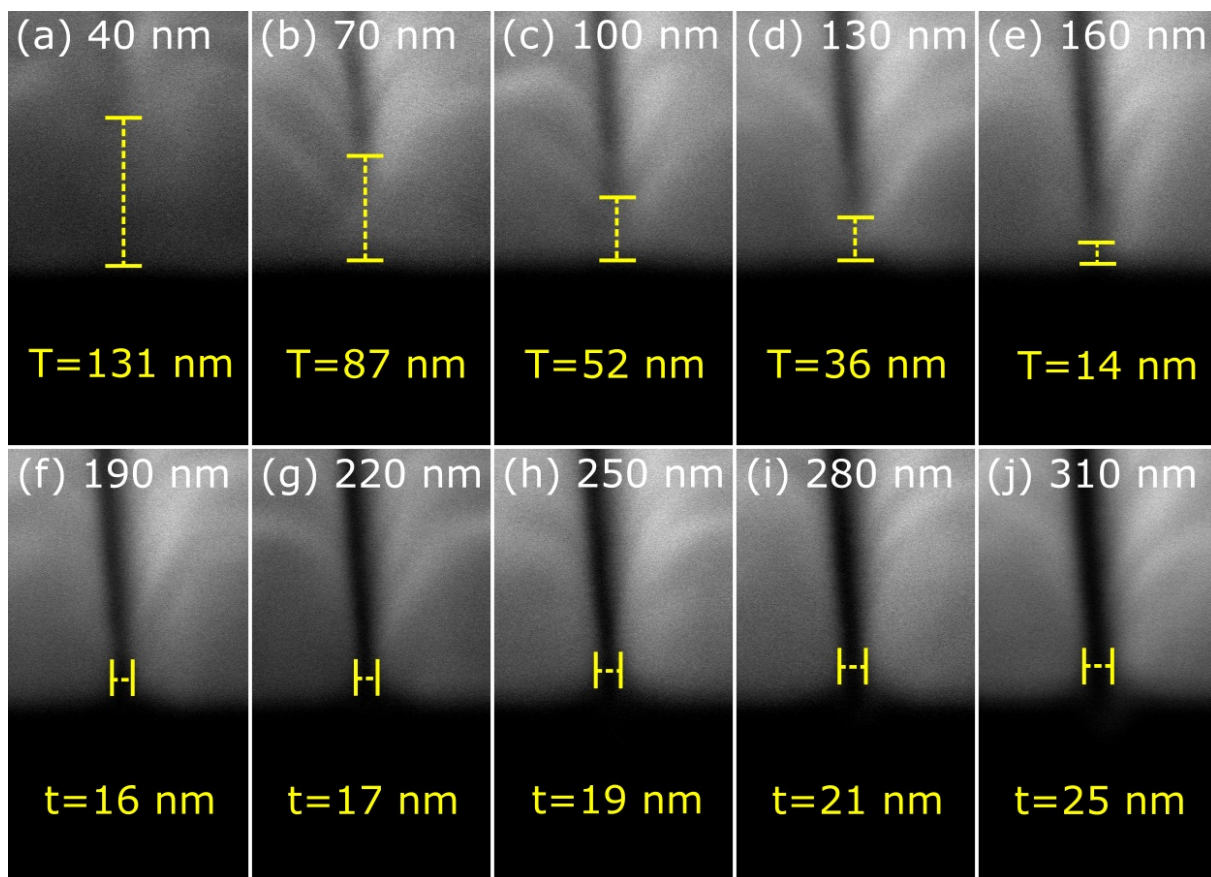 (a) 40 nm
(b) 70 nm
(c) 100 nm
(d) 130 nm
(e) 160 nm
T=131 nm
T=87 nm
T=52 nm
T=36 nm
T=14 nm
(f) 190 nm
(g) 220 nm
(h) 250 nm
(i) 280 nm
(j) 310 nm
t=16 nm
t=17 nm
t=19 nm
t=21 nm
t=25 nm